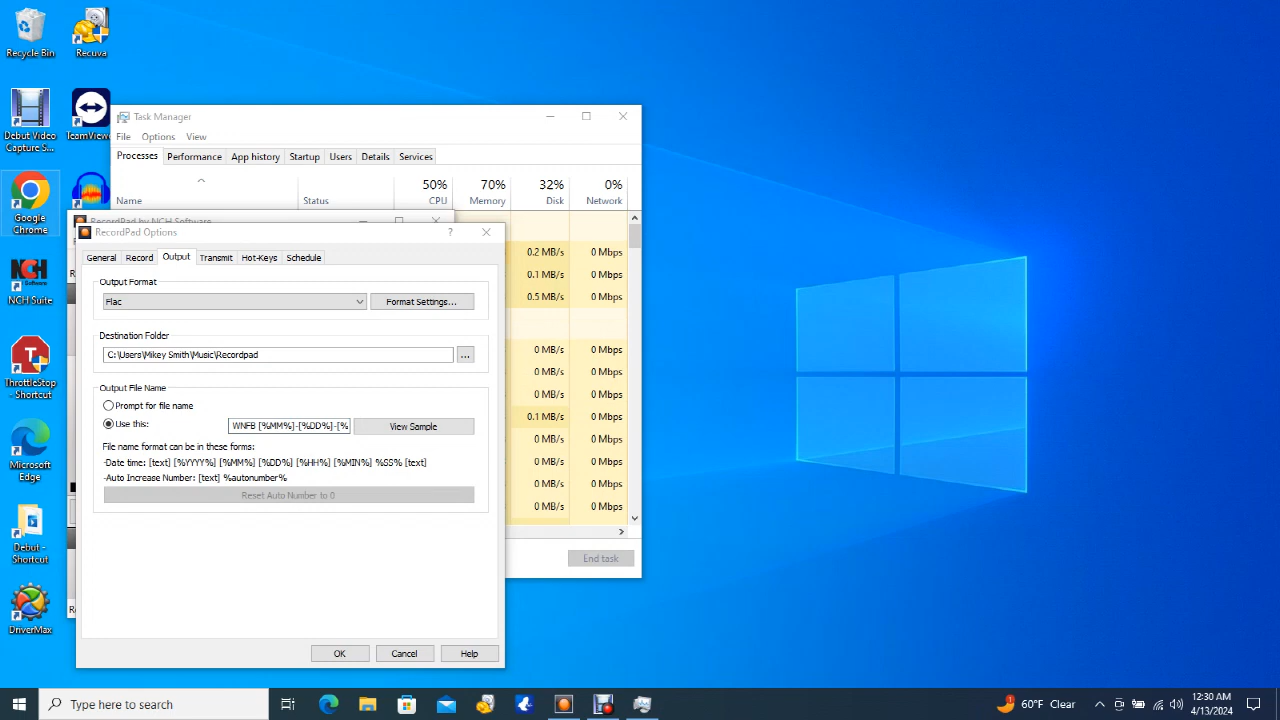 Recycle Bin
Recuva
Debut Video
Capture S...
TeamViewer
Google
Chrome
NCH
Software
NCH Suite
ThrottleStop
- Shortcut
Microsoft
Edge
Debut -
Shortcut
DriverMax
Task Manager
File Options View
Processes Performance App history Startup Users Details Services
50% 70% 32% 0%
Name Status CPU Memory Disk Network
0.2 MB/s 0 Mbps
0.1 MB/s 0 Mbps
0.5 MB/s 0 Mbps
0 MB/s 0 Mbps
0 MB/s 0 Mbps
0 MB/s 0 Mbps
0.1 MB/s 0 Mbps
0 MB/s 0 Mbps
0 MB/s 0 Mbps
0 MB/s 0 Mbps
0 MB/s 0 Mbps
End task
RecordPad by NCH Software
RecordPad Options
?
General Record Output Transmit Hot-Keys Schedule
Output Format
Flac Format Settings...
Destination Folder
C:\Users\Mikey Smith\Music\Recordpad ...
Output File Name
Prompt for file name
Use this: WNFB [%MM%]-[%DD%]-[% View Sample
File name format can be in these forms:
-Date time: [text] [%YYYY%] [%MM%] [%DD%] [%HH%] [%MIN%] %SS% [text]
-Auto Increase Number: [text] %autonumber%
Reset Auto Number to 0
OK Cancel Help
Type here to search
60°F Clear
12:30 AM
4/13/2024